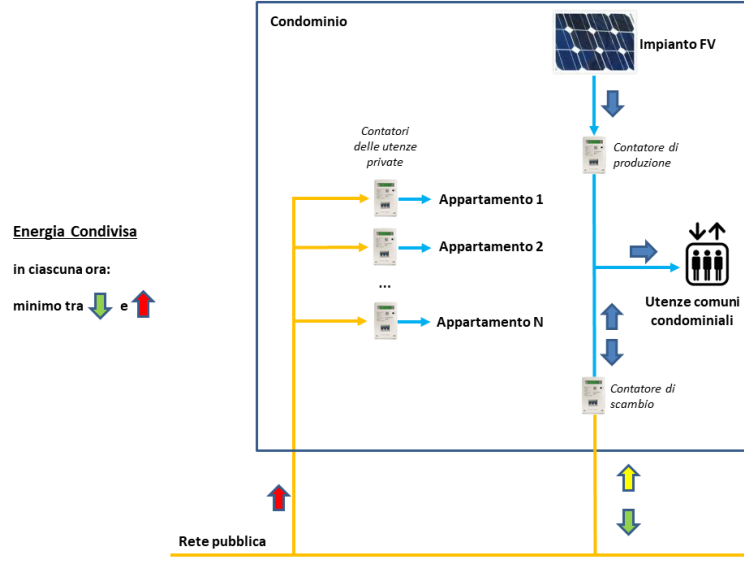 Condominio
Impianto FV
Contatori
delle utenze
private
Contatore di
produzione
Appartamento 1
Energia Condivisa
Appartamento 2
in ciascuna ora:
...
minimo tra e
Utenze comuni
condominiali
Appartamento N
Contatore di
scambio
Rete pubblica